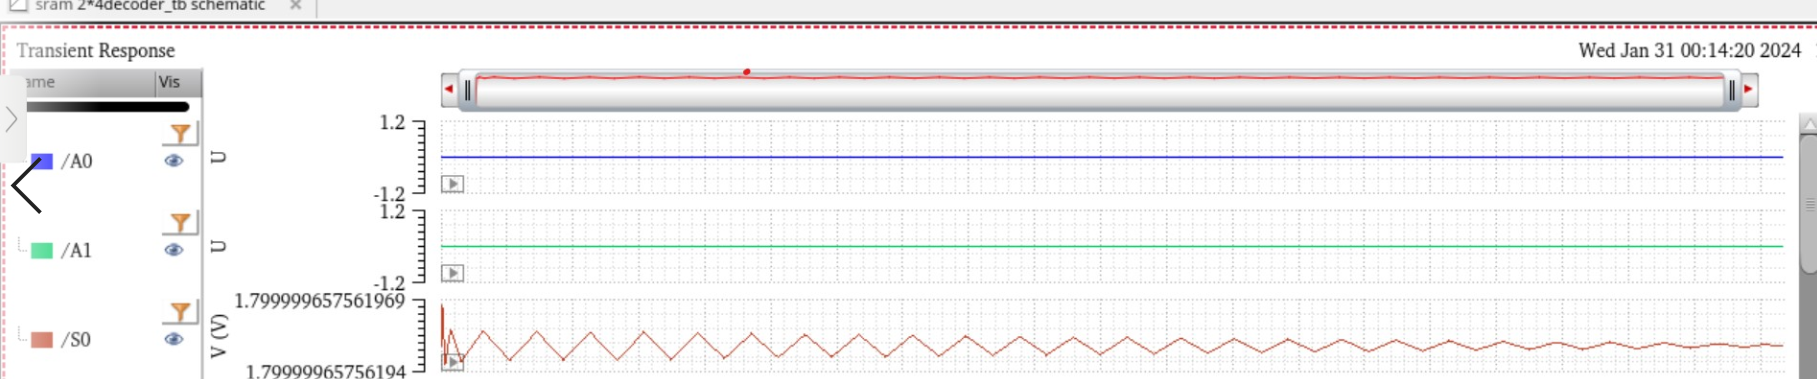 sram 2*4decoder_tb schematic
Transient Response
Wed Jan 31 00:14:20 2024
ame Vis
/A0
1.2
-1.2
/A1
1.2
-1.2
/S0
V (V)
1.799999657561969
1.79999965756194